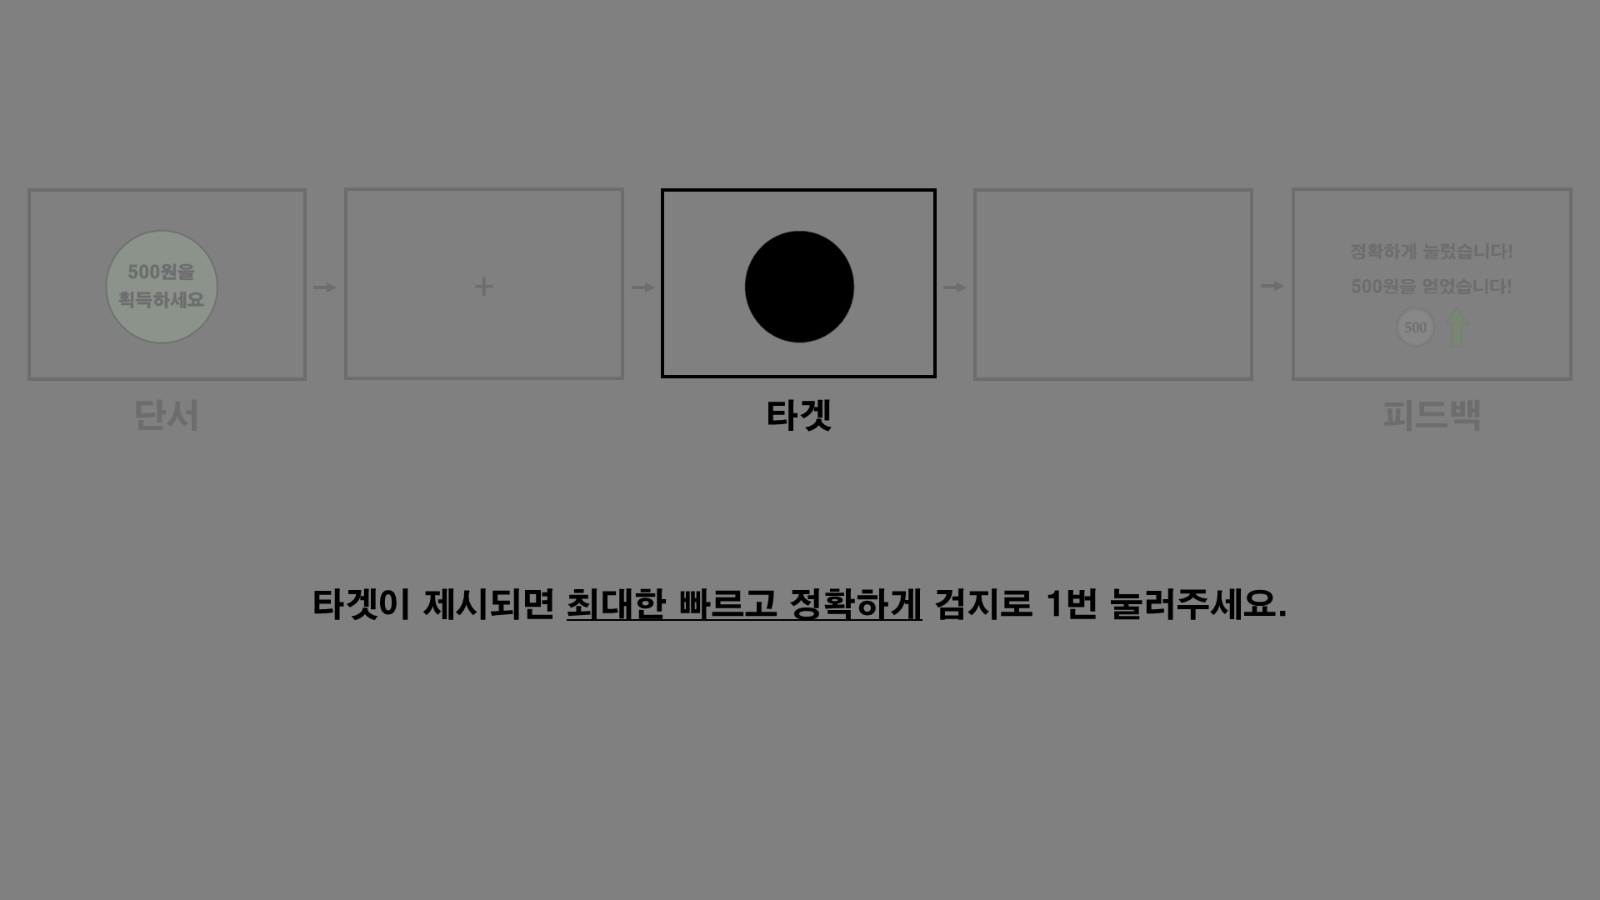 500원을
획득하세요
+
정확하게 눌렀습니다!
500원을 얻었습니다!
500
단서
타겟
피드백
타겟이 제시되면 최대한 빠르고 정확하게 검지로 1번 눌러주세요.